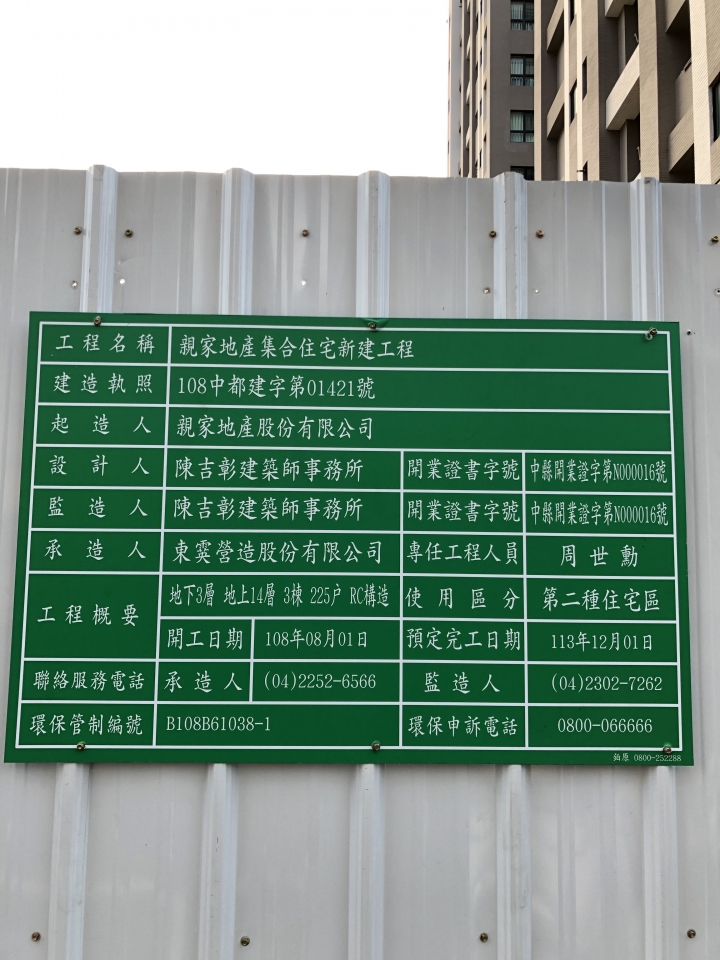 工程名稱 親家地產集合住宅新建工程
建造執照 108中都建字第01421號
起造人 親家地產股份有限公司
設計人 陳吉彰建築師事務所 開業證書字號 中縣開業證字第N000016號
監造人 陳吉彰建築師事務所 開業證書字號 中縣開業證字第N000016號
承造人 東霙營造股份有限公司 專任工程人員 周世勳
工程概要 地下3層 地上14層 3棟 225戶 RC構造 使用區分 第二種住宅區
開工日期 108年08月01日 預定完工日期 113年12月01日
聯絡服務電話 承造人 (04)2252-6566 監造人 (04)2302-7262
環保管制編號 B108B61038-1 環保申訴電話 0800-066666
0800-252288